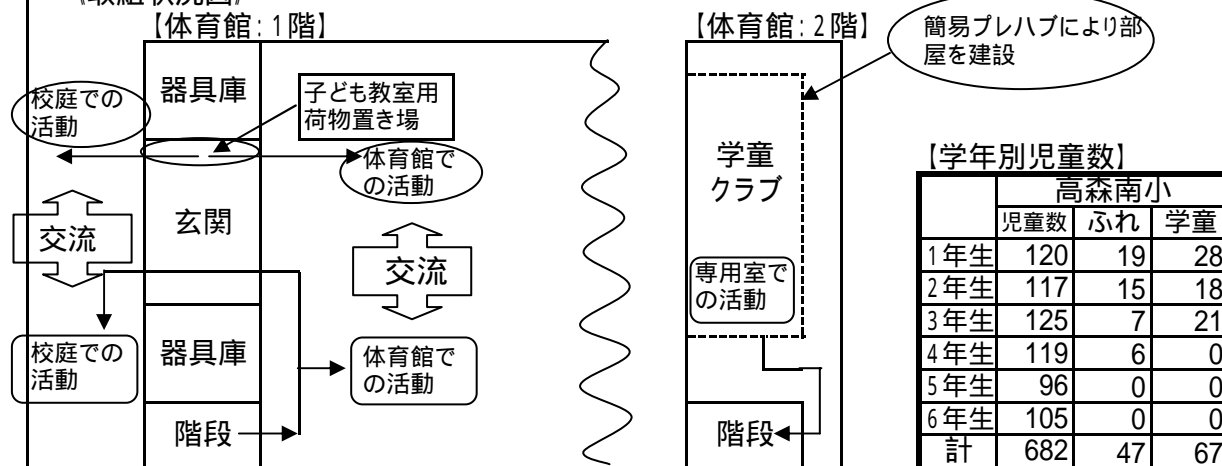 【体育館:1階】
器具庫
子ども教室用
荷物置き場
校庭での
活動
体育館で
の活動
玄関
交流
交流
校庭での
活動
器具庫
体育館で
の活動
階段
【体育館:2階】
簡易プレハブにより部
屋を建設
学童
クラブ
専用室で
の活動
階段
【学年別児童数】
高森南小
児童数 ふれ 学童
1年生 120 19 28
2年生 117 15 18
3年生 125 7 21
4年生 119 6 0
5年生 96 0 0
6年生 105 0 0
計 682 47 67